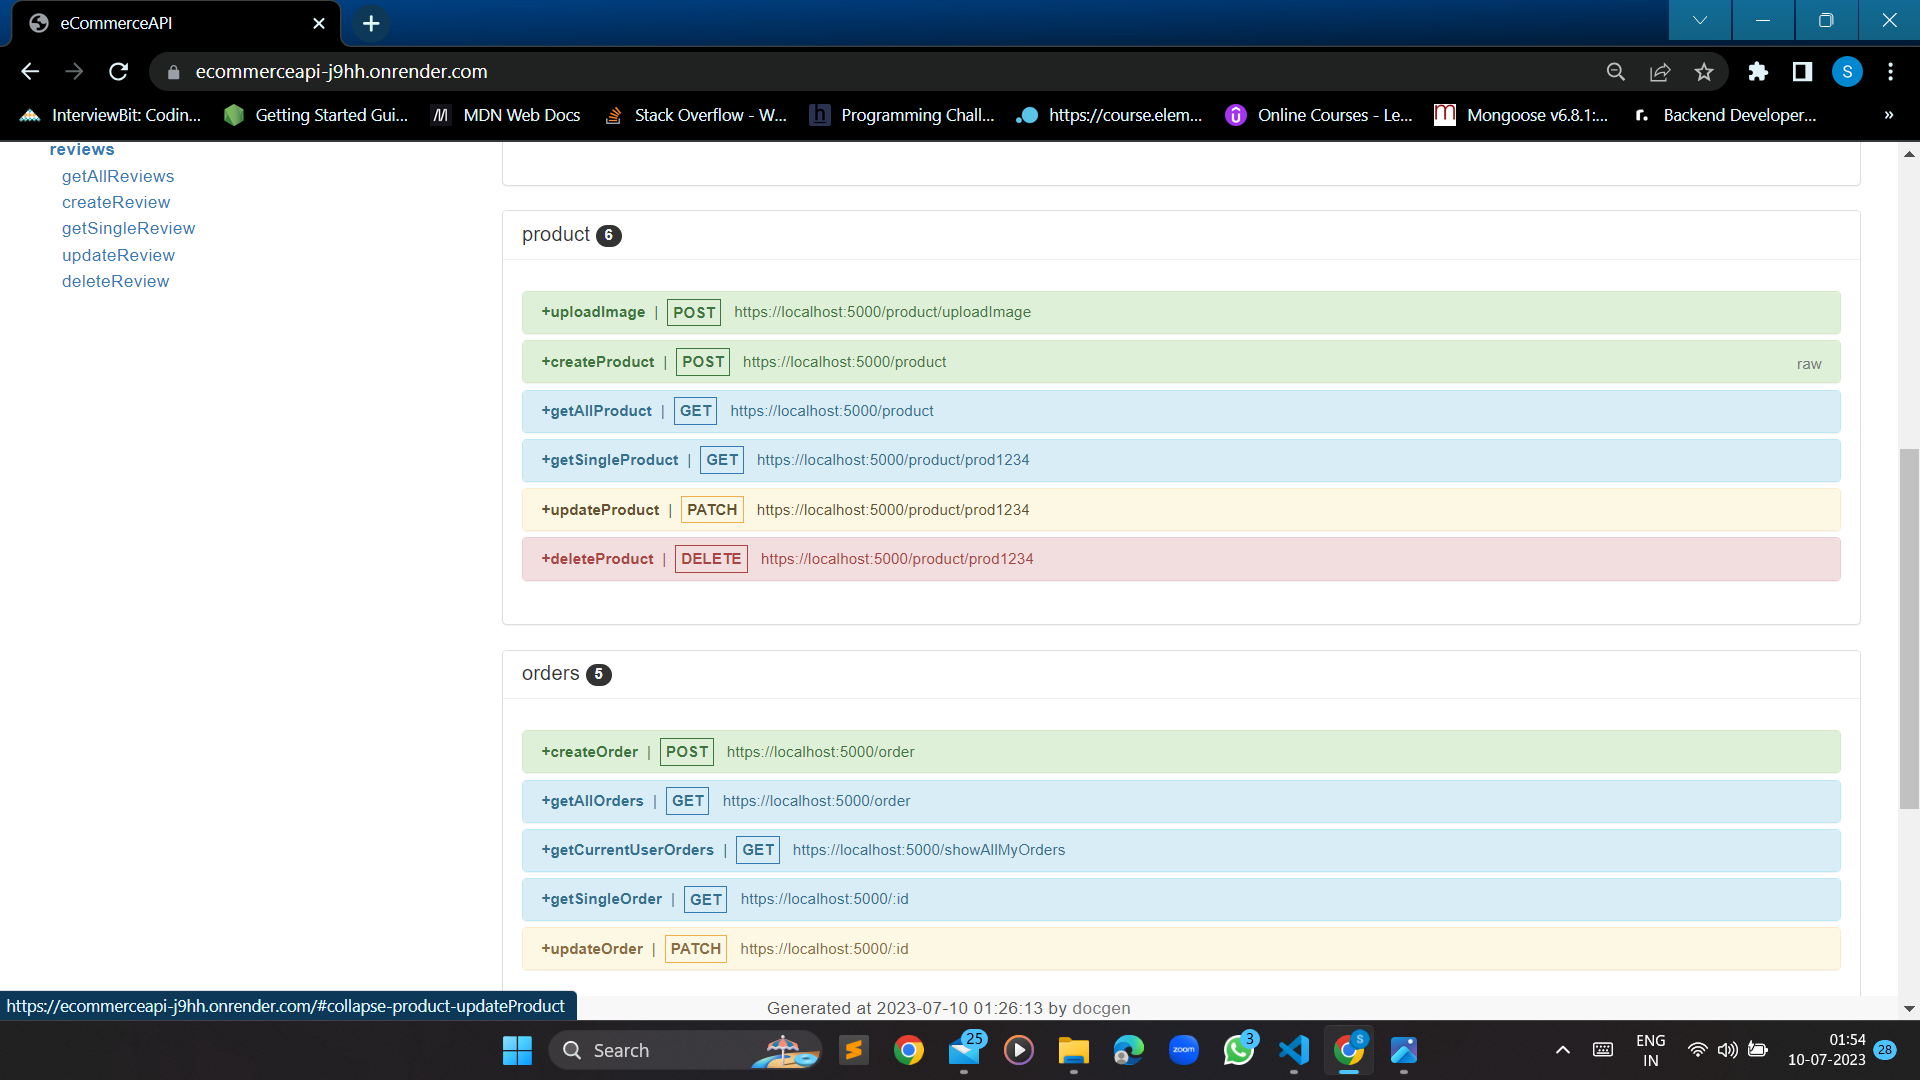 eCommerceAPI
ecommerceapi-j9hh.onrender.com
S
InterviewBit: Codin...
Getting Started Gui...
MDN Web Docs
Stack Overflow - W...
Programming Chall...
https://course.elem...
Online Courses - Le...
Mongoose v6.8.1:...
Backend Developer...
»
reviews
getAllReviews
createReview
getSingleReview
updateReview
deleteReview
product 6
+uploadImage | POST https://localhost:5000/product/uploadImage
+createProduct | POST https://localhost:5000/product raw
+getAllProduct | GET https://localhost:5000/product
+getSingleProduct | GET https://localhost:5000/product/prod1234
+updateProduct | PATCH https://localhost:5000/product/prod1234
+deleteProduct | DELETE https://localhost:5000/product/prod1234
orders 5
+createOrder | POST https://localhost:5000/order
+getAllOrders | GET https://localhost:5000/order
+getCurrentUserOrders | GET https://localhost:5000/showAllMyOrders
+getSingleOrder | GET https://localhost:5000/:id
+updateOrder | PATCH https://localhost:5000/:id
https://ecommerceapi-j9hh.onrender.com/#collapse-product-updateProduct
Generated at 2023-07-10 01:26:13 by docgen
Search
25
zoom
3
S
ENG
IN
01:54
10-07-2023
28